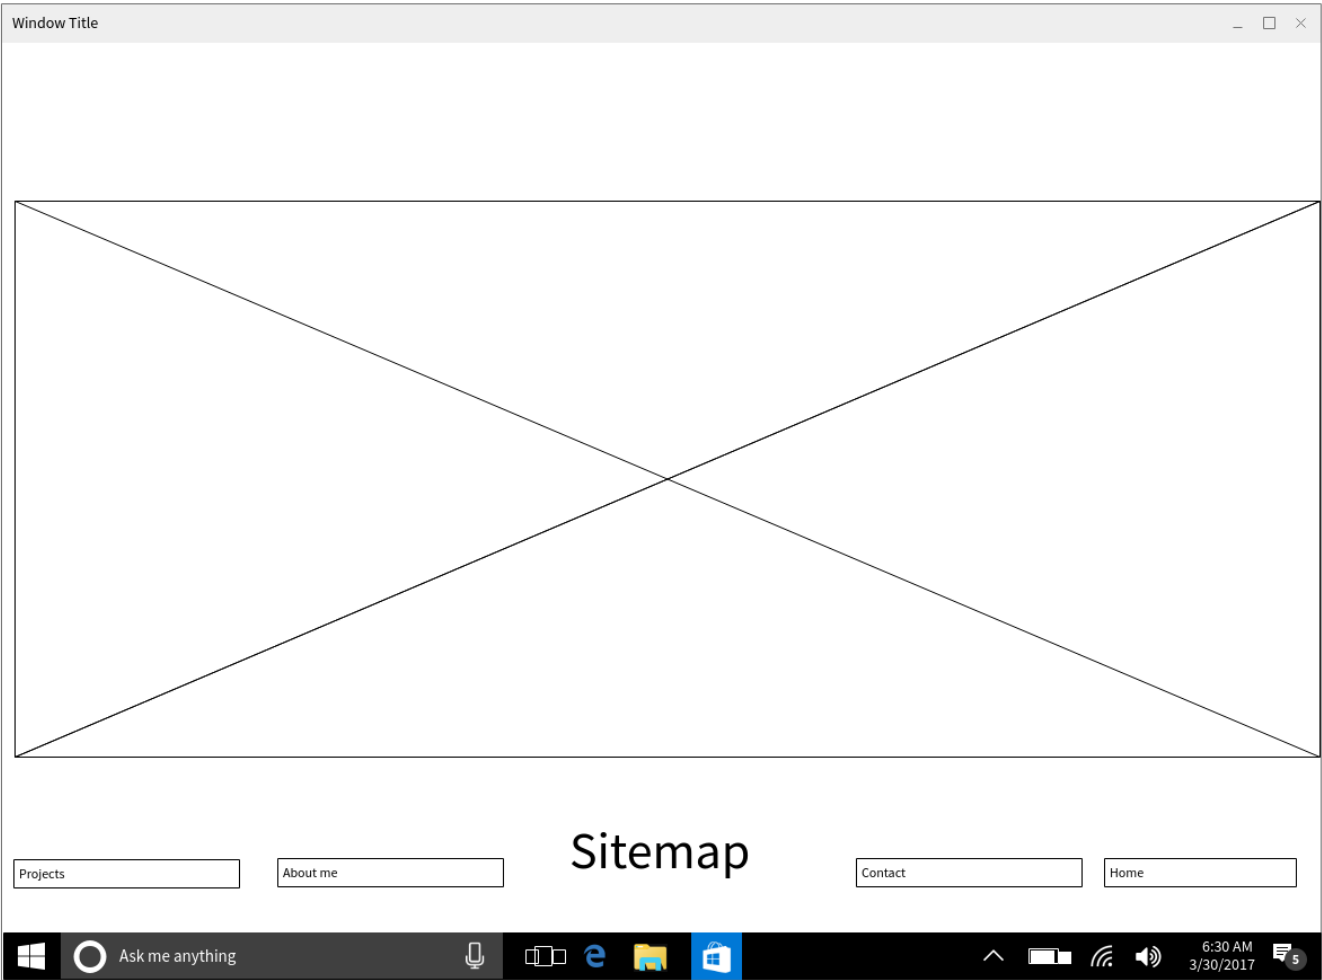 Window Title
Sitemap
Projects
About me
Contact
Home
Ask me anything
6:30 AM
3/30/2017
5